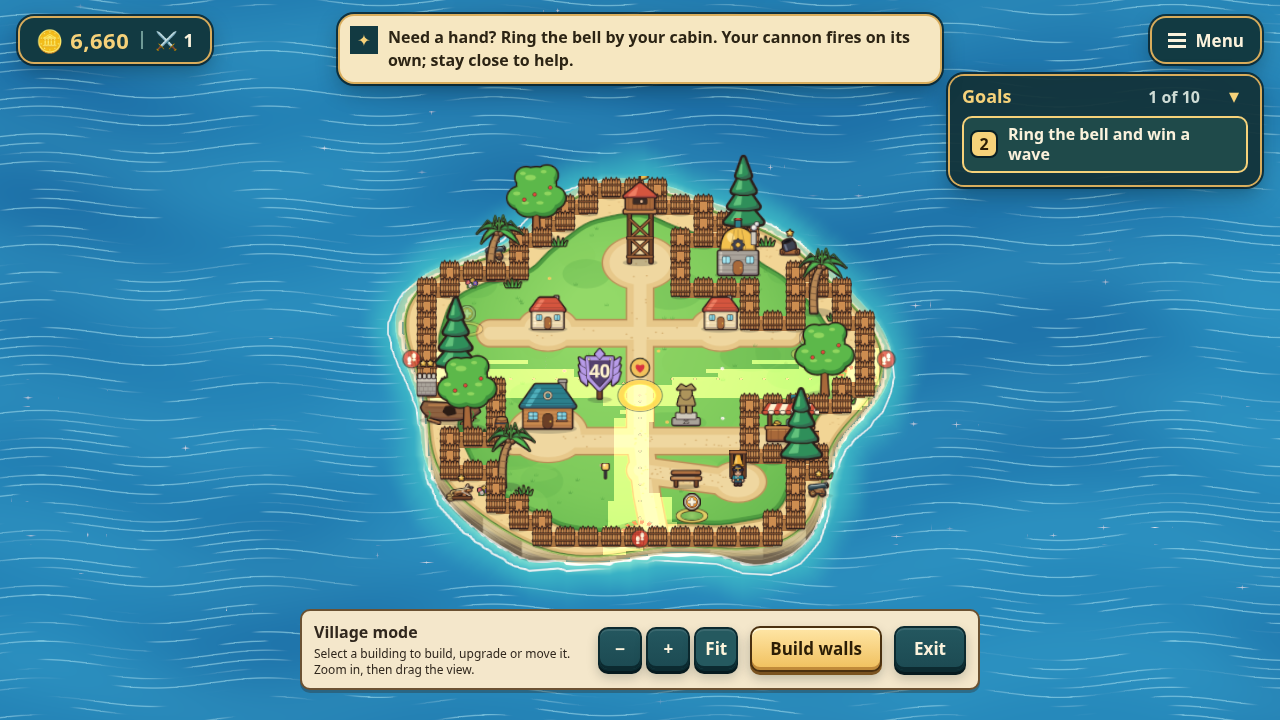 6,660
1
Need a hand? Ring the bell by your cabin. Your cannon fires on its
own; stay close to help.
Menu
Goals
1 of 10
2
Ring the bell and win a
wave
40
Village mode
Select a building to build, upgrade or move it.
Zoom in, then drag the view.
−
+
Fit
Build walls
Exit